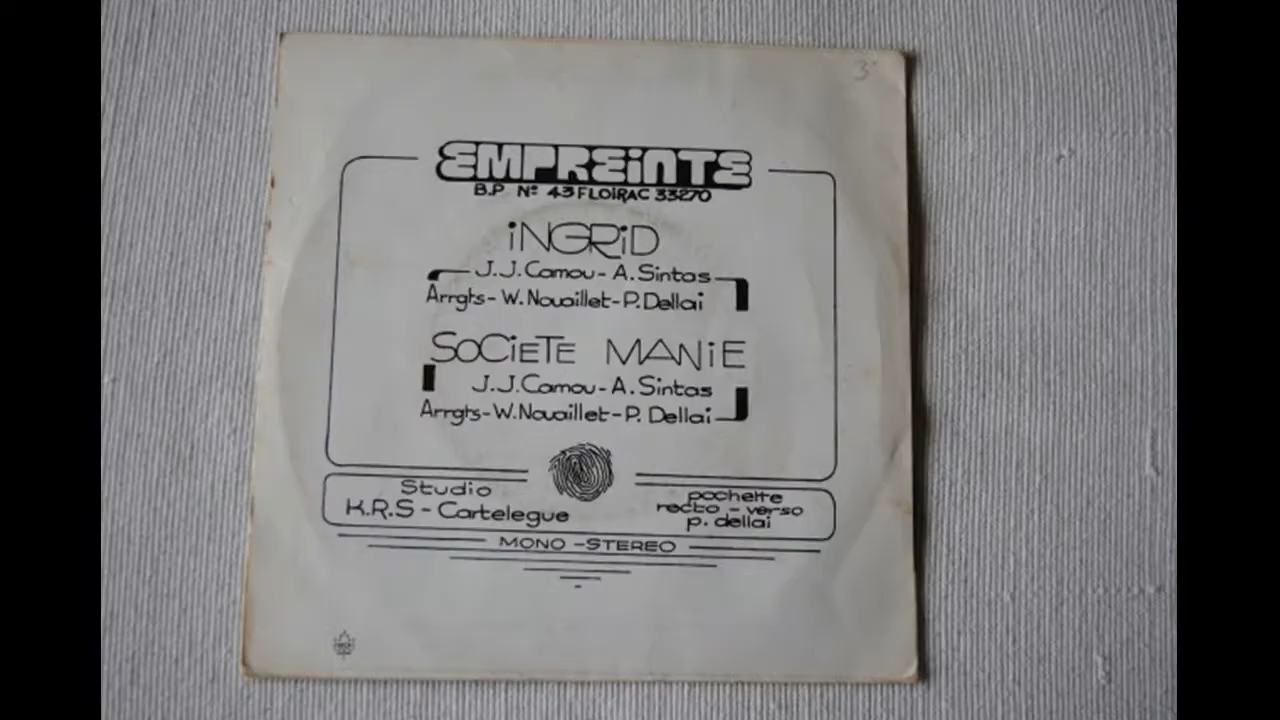 3
EMPREiNTE
B.P Nº 43 FLOiRAC 33270
iNGRiD
J.J.Camou - A.Sintas
Arrgts - W.Nouaillet - P.Dellai
SOCiETE MANiE
J.J.Camou - A.Sintas
Arrgts - W.Nouaillet - P. Dellai
Studio
K.R.S - Cartelegue
pochette
recto - verso
p. dellai
MONO - STEREO